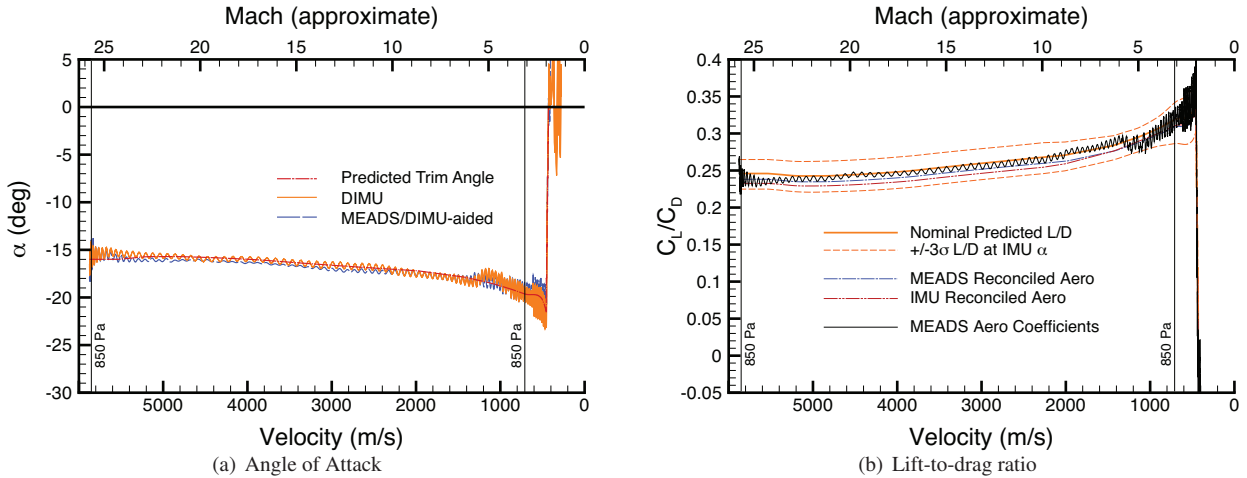 Mach (approximate)
25 20 15 10 5 0
5
0
-5
-10
-15
-20
-25
-30
α (deg)
Predicted Trim Angle
DIMU
MEADS/DIMU-aided
850 Pa
850 Pa
5000 4000 3000 2000 1000 0
Velocity (m/s)
(a) Angle of Attack
Mach (approximate)
25 20 15 10 5 0
0.4
0.35
0.3
0.25
0.2
0.15
0.1
0.05
0
-0.05
C_L/C_D
Nominal Predicted L/D
+/-3σ L/D at IMU α
MEADS Reconciled Aero
IMU Reconciled Aero
MEADS Aero Coefficients
850 Pa
850 Pa
5000 4000 3000 2000 1000 0
Velocity (m/s)
(b) Lift-to-drag ratio